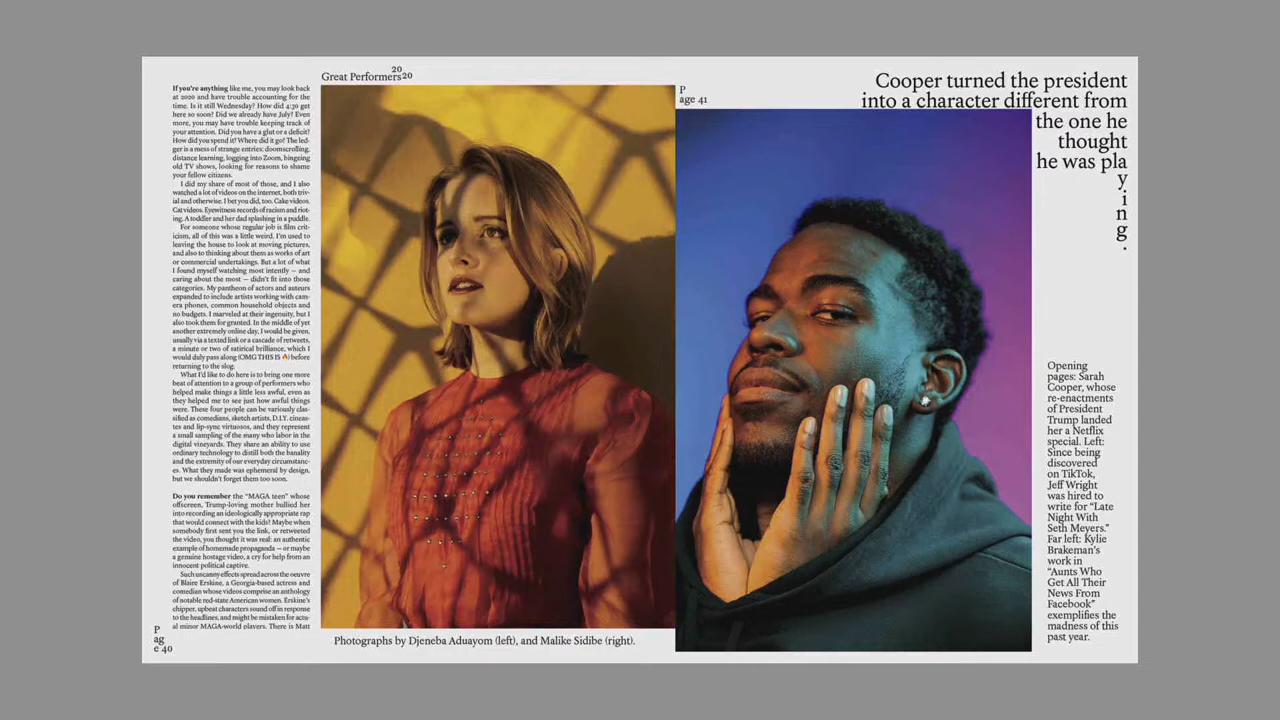 Great Performers 20
20
If you're anything like me, you may look back
at 2020 and have trouble accounting for the
time. Is it still Wednesday? How did 4:30 get
here so soon? Did we already have July? Even
more, you may have trouble keeping track of
your attention. Did you have a glut or a deficit?
How did you spend it? Where did it go? The led-
ger is a mess of strange entries: doomscrolling,
distance learning, logging into Zoom, bingeing
old TV shows, looking for reasons to shame
your fellow citizens.
I did my share of most of those, and I also
watched a lot of videos on the internet, both triv-
ial and otherwise. I bet you did, too. Cake videos.
Cat videos. Eyewitness records of racism and riot-
ing. A toddler and her dad splashing in a puddle.
For someone whose regular job is film crit-
icism, all of this was a little weird. I'm used to
leaving the house to look at moving pictures,
and also to thinking about them as works of art
or commercial undertakings. But a lot of what
I found myself watching most intently — and
caring about the most — didn't fit into those
categories. My pantheon of actors and auteurs
expanded to include artists working with cam-
era phones, common household objects and
no budgets. I marveled at their ingenuity, but I
also took them for granted. In the middle of yet
another extremely online day, I would be given,
usually via a texted link or a cascade of retweets,
a minute or two of satirical brilliance, which I
would duly pass along (OMG THIS IS 🔥) before
returning to the slog.
What I'd like to do here is to bring one more
beat of attention to a group of performers who
helped make things a little less awful, even as
they helped me to see just how awful things
were. These four people can be variously clas-
sified as comedians, sketch artists, D.I.Y. cineas-
tes and lip-sync virtuosos, and they represent
a small sampling of the many who labor in the
digital vineyards. They share an ability to use
ordinary technology to distill both the banality
and the extremity of our everyday circumstanc-
es. What they made was ephemeral by design,
but we shouldn't forget them too soon.
Do you remember the "MAGA teen" whose
offscreen, Trump-loving mother bullied her
into recording an ideologically appropriate rap
that would connect with the kids? Maybe when
somebody first sent you the link, or retweeted
the video, you thought it was real: an authentic
example of homemade propaganda — or maybe
a genuine hostage video, a cry for help from an
innocent political captive.
Such uncanny effects spread across the oeuvre
of Blaire Erskine, a Georgia-based actress and
comedian whose videos comprise an anthology
of notable red-state American women. Erskine's
chipper, upbeat characters sound off in response
to the headlines, and might be mistaken for actu-
al minor MAGA-world players. There is Matt
P
ag
e 40
Photographs by Djeneba Aduayom (left), and Malike Sidibe (right).
P
age 41
Cooper turned the president
into a character different from
the one he
thought
he was pla
y
i
n
g
.
Opening
pages: Sarah
Cooper, whose
re-enactments
of President
Trump landed
her a Netflix
special. Left:
Since being
discovered
on TikTok,
Jeff Wright
was hired to
write for "Late
Night With
Seth Meyers."
Far left: Kylie
Brakeman's
work in
"Aunts Who
Get All Their
News From
Facebook"
exemplifies the
madness of this
past year.